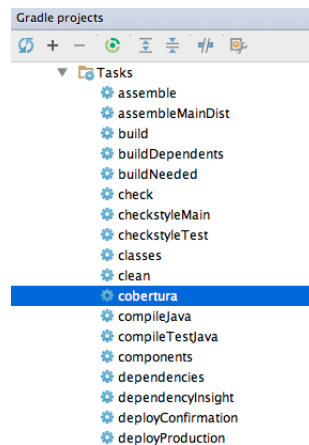 Gradle projects
Tasks
assemble
assembleMainDist
build
buildDependents
buildNeeded
check
checkstyleMain
checkstyleTest
classes
clean
cobertura
compileJava
compileTestJava
components
dependencies
dependencyInsight
deployConfirmation
deployProduction